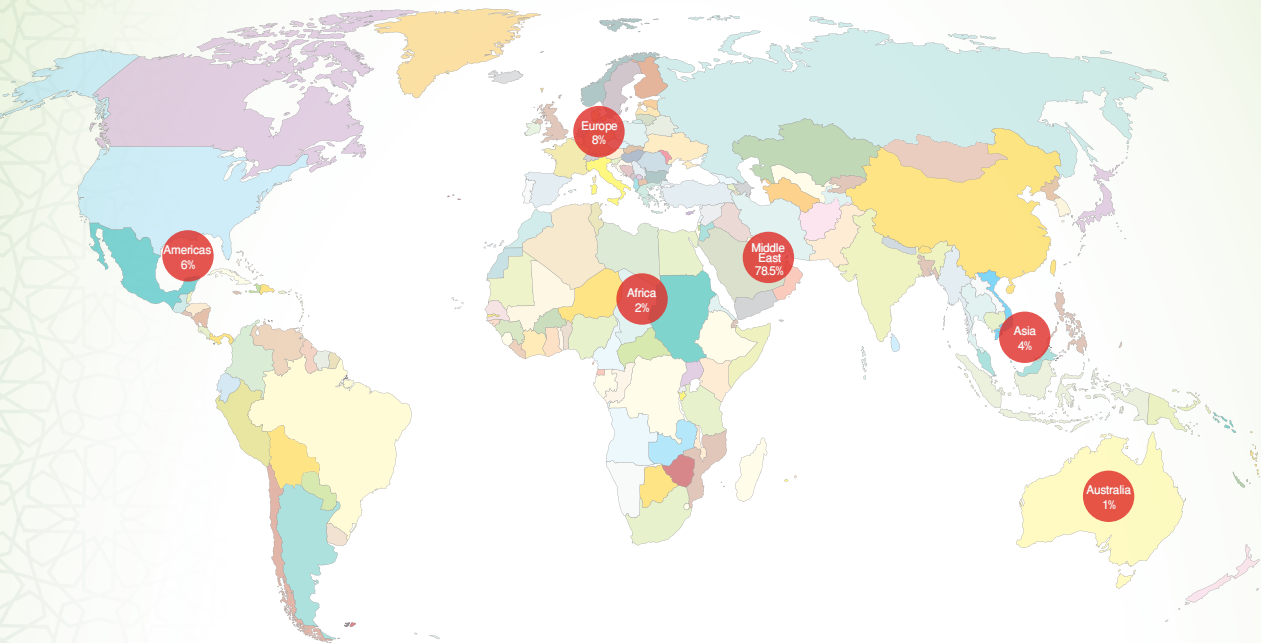 Europe
8%
Americas
6%
Middle
East
78.5%
Africa
2%
Asia
4%
Australia
1%